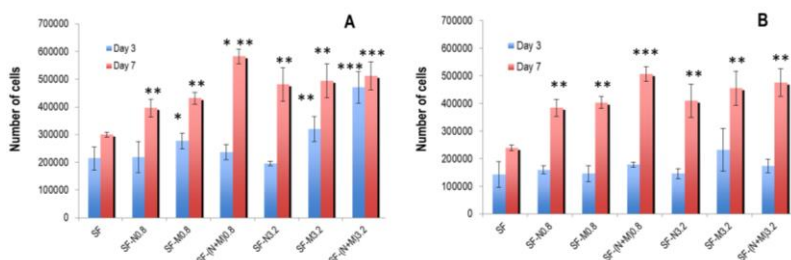 A
B
Number of cells
700000
600000
500000
400000
300000
200000
100000
0
Day 3
Day 7
**
*
**
* **
**
**
**
***
***
SF
SF-N0.8
SF-M0.8
SF-(N+M)0.8
SF-N3.2
SF-M3.2
SF-(N+M)3.2
Number of cells
700000
600000
500000
400000
300000
200000
100000
0
Day 3
Day 7
**
**
***
**
**
**
SF
SF-N0.8
SF-M0.8
SF-(N+M)0.8
SF-N3.2
SF-M3.2
SF-(N+M)3.2